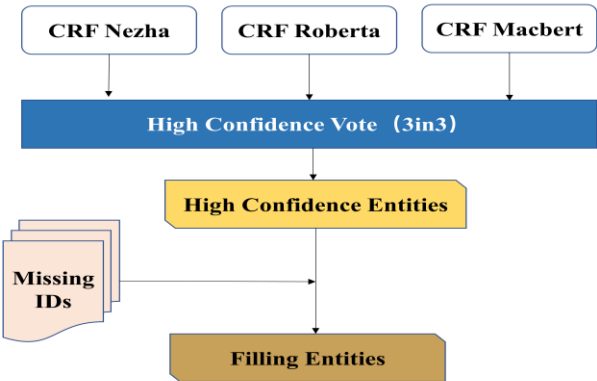 CRF Nezha
CRF Roberta
CRF Macbert
High Confidence Vote（3in3）
High Confidence Entities
Missing
IDs
Filling Entities